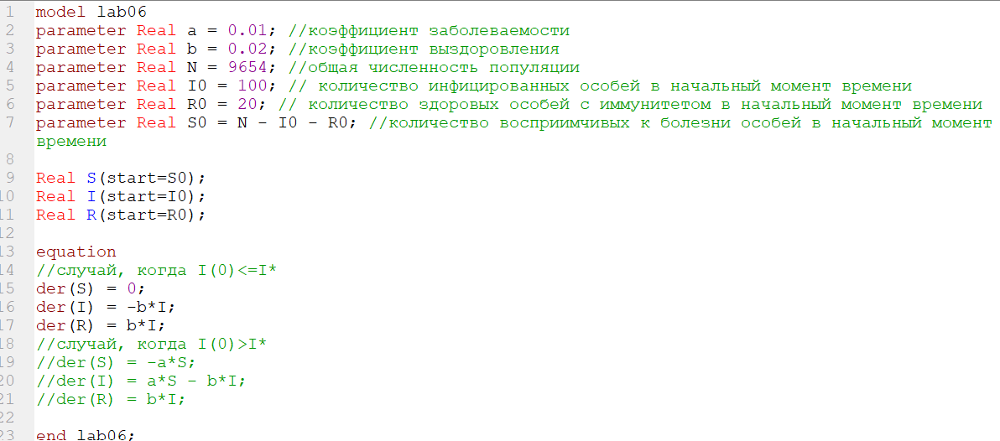 1 model lab06
2 parameter Real a = 0.01; //коэффициент заболеваемости
3 parameter Real b = 0.02; //коэффициент выздоровления
4 parameter Real N = 9654; //общая численность популяции
5 parameter Real I0 = 100; // количество инфицированных особей в начальный момент времени
6 parameter Real R0 = 20; // количество здоровых особей с иммунитетом в начальный момент времени
7 parameter Real S0 = N - I0 - R0; //количество восприимчивых к болезни особей в начальный момент
времени
8
9 Real S(start=S0);
10 Real I(start=I0);
11 Real R(start=R0);
12
13 equation
14 //случай, когда I(0)<=I*
15 der(S) = 0;
16 der(I) = -b*I;
17 der(R) = b*I;
18 //случай, когда I(0)>I*
19 //der(S) = -a*S;
20 //der(I) = a*S - b*I;
21 //der(R) = b*I;
22
23 end lab06;